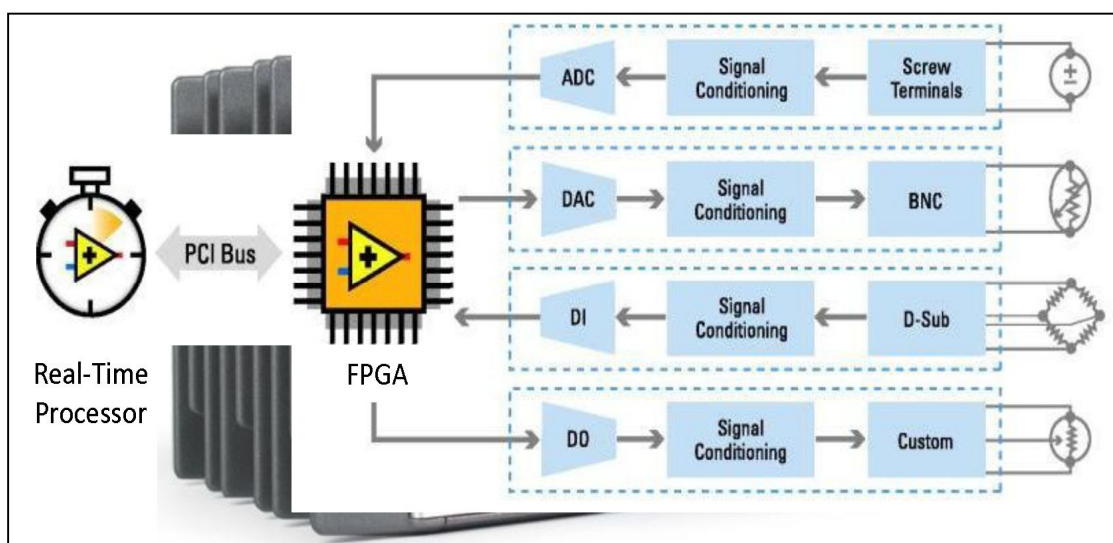 ADC
Signal
Conditioning
Screw
Terminals
DAC
Signal
Conditioning
BNC
PCI Bus
DI
Signal
Conditioning
D-Sub
Real-Time
Processor
FPGA
DO
Signal
Conditioning
Custom